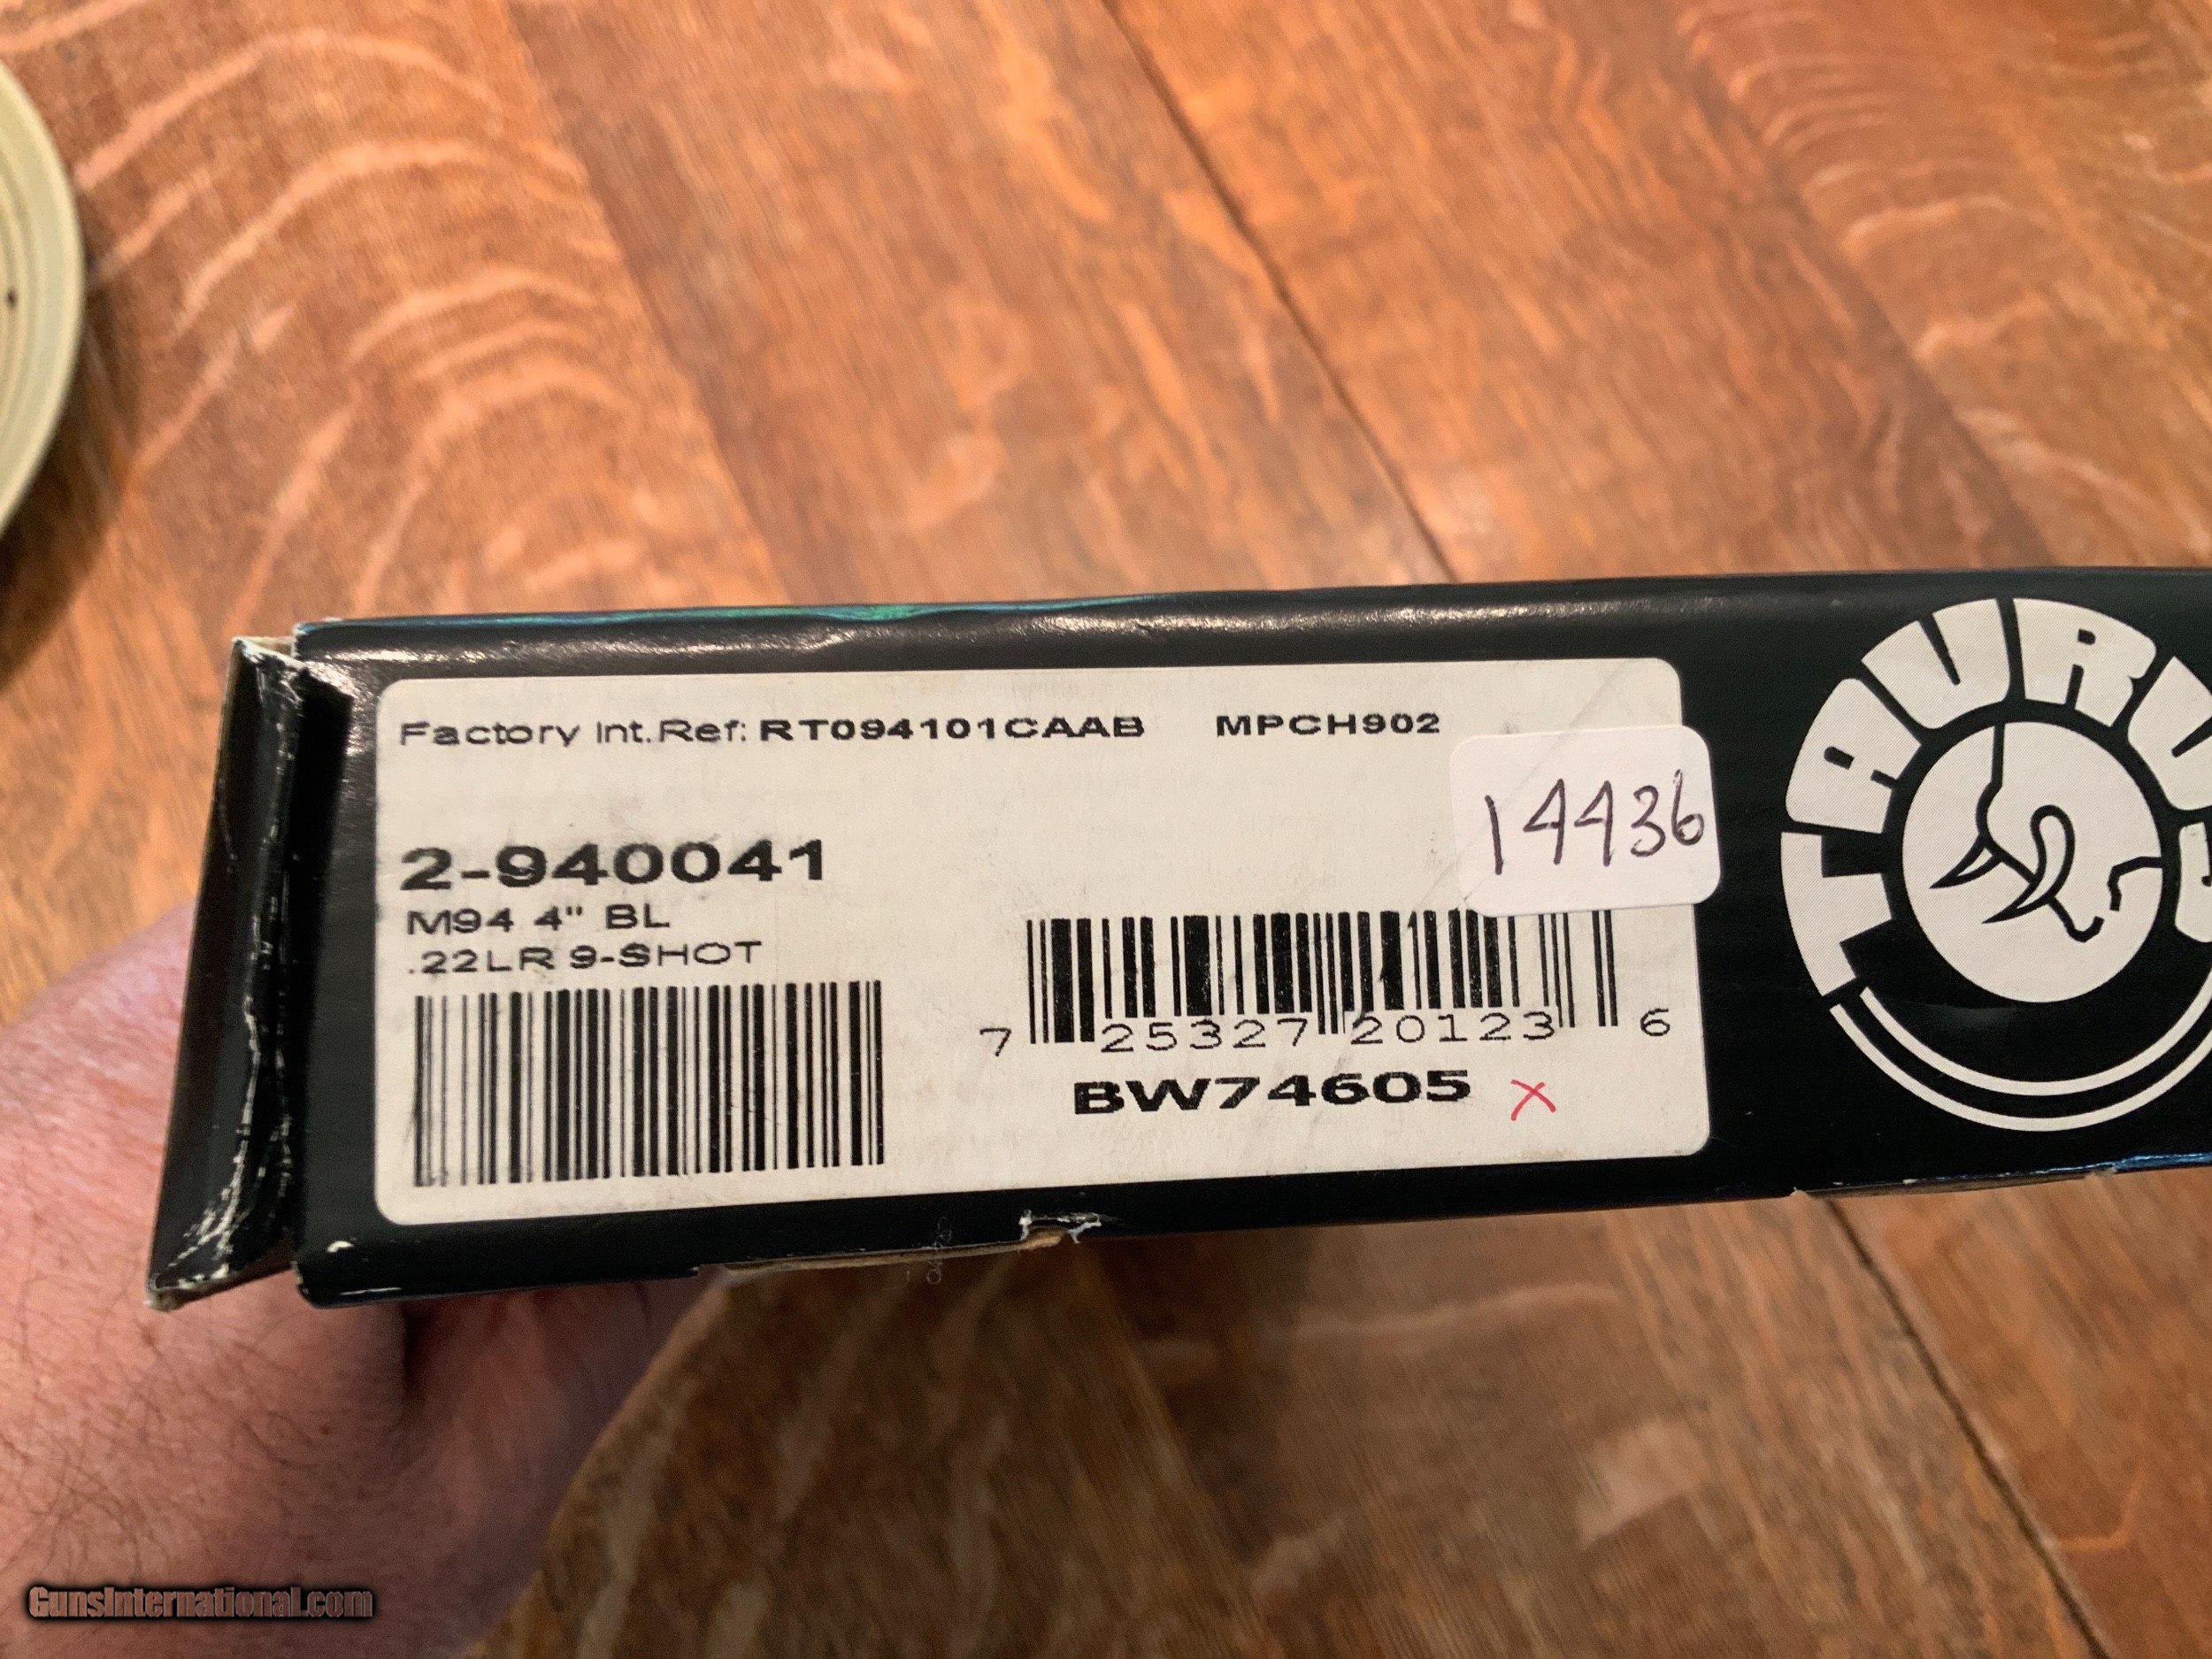 Factory Int.Ref: RT094101CAAB MPCH902
14436
2-940041
M94 4" BL
.22LR 9-SHOT
7 25327 20123 6
BW74605 X
TAURUS
GunsInternational.com